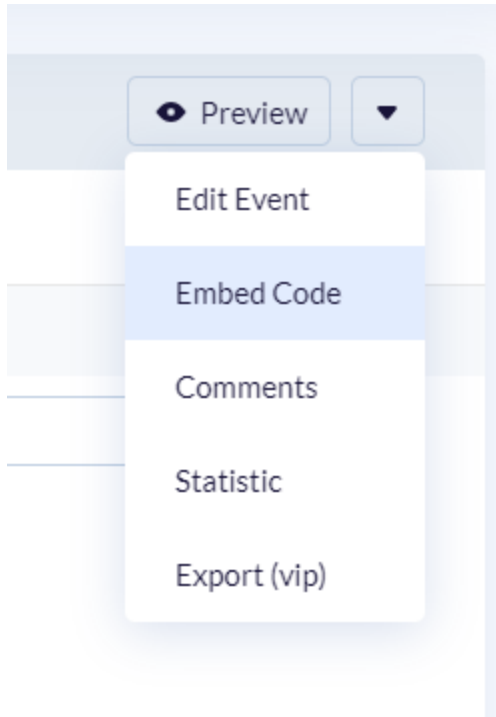 Preview
Edit Event
Embed Code
Comments
Statistic
Export (vip)